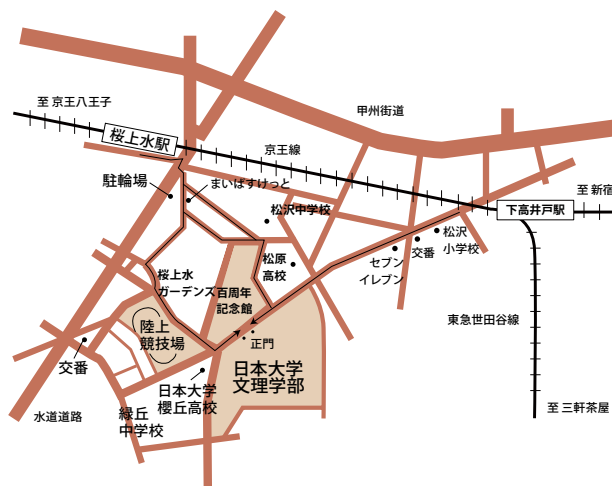 至 京王八王子
甲州街道
桜上水駅
京王線
駐輪場
まいばすけっと
至 新宿
下高井戸駅
松沢中学校
松沢
小学校
交番
セブン
イレブン
松原
高校
桜上水
ガーデンズ
百周年
記念館
東急世田谷線
陸上
競技場
正門
交番
日本大学
文理学部
日本大学
櫻丘高校
緑丘
中学校
水道道路
至 三軒茶屋